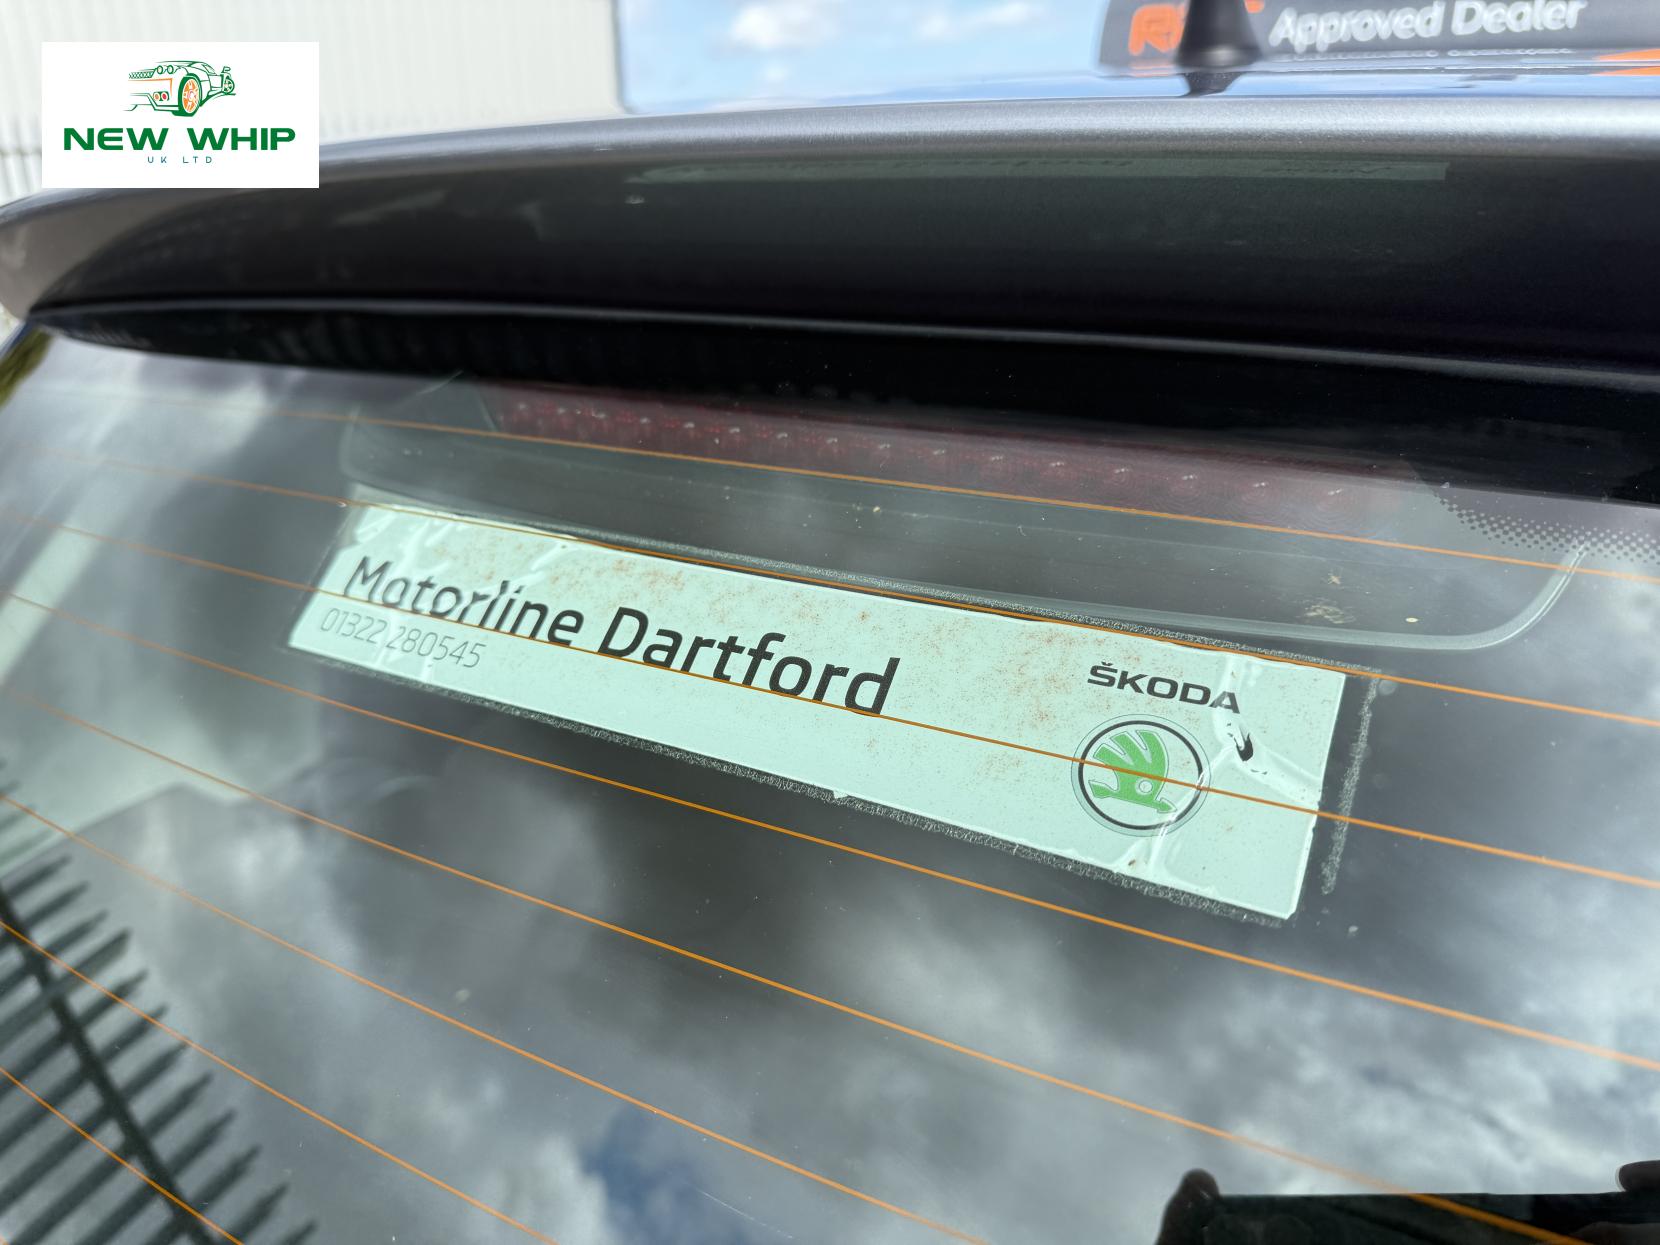 NEW WHIP
UK LTD
Approved Dealer
Motorline Dartford
01322 280545
ŠKODA